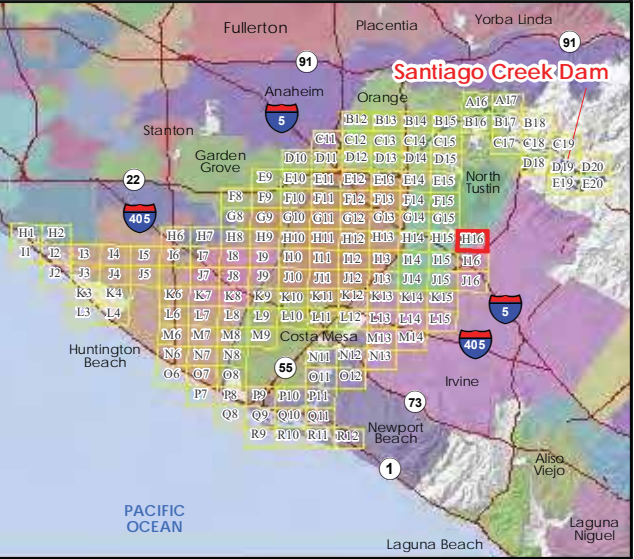 Fullerton
Placentia
Yorba Linda
91
91
Santiago Creek Dam
Anaheim
Orange
5
A16 A17
B12 B13 B14 B15 B16 B17 B18
Stanton
C11 C12 C13 C14 C15 C17 C18 C19
Garden
Grove
D10 D11 D12 D13 D14 D15 D18 D19 D20
E9 E10 E11 E12 E13 E14 E15 E19 E20
North
Tustin
22
F8 F9 F10 F11 F12 F13 F14 F15
405
G8 G9 G10 G11 G12 G13 G14 G15
H1 H2 H6 H7 H8 H9 H10 H11 H12 H13 H14 H15 H16
I1 I2 I3 I4 I5 I6 I7 I8 I9 I10 I11 I12 I13 I14 I15 I16
J2 J3 J4 J5 J7 J8 J9 J10 J11 J12 J13 J14 J15 J16
K3 K4 K6 K7 K8 K9 K10 K11 K12 K13 K14 K15
5
L3 L4 L6 L7 L8 L9 L10 L11 L12 L13 L14 L15
M6 M7 M8 M9 Costa Mesa M13 M14
405
Huntington
Beach
N6 N7 N8 N11 N12 N13
55
O6 O7 O8 O11 O12
Irvine
P7 P8 P9 P10 P11
73
Q8 Q9 Q10 Q11
Newport
Beach
R9 R10 R11 R12
1
Aliso
Viejo
PACIFIC
OCEAN
Laguna
Niguel
Laguna Beach